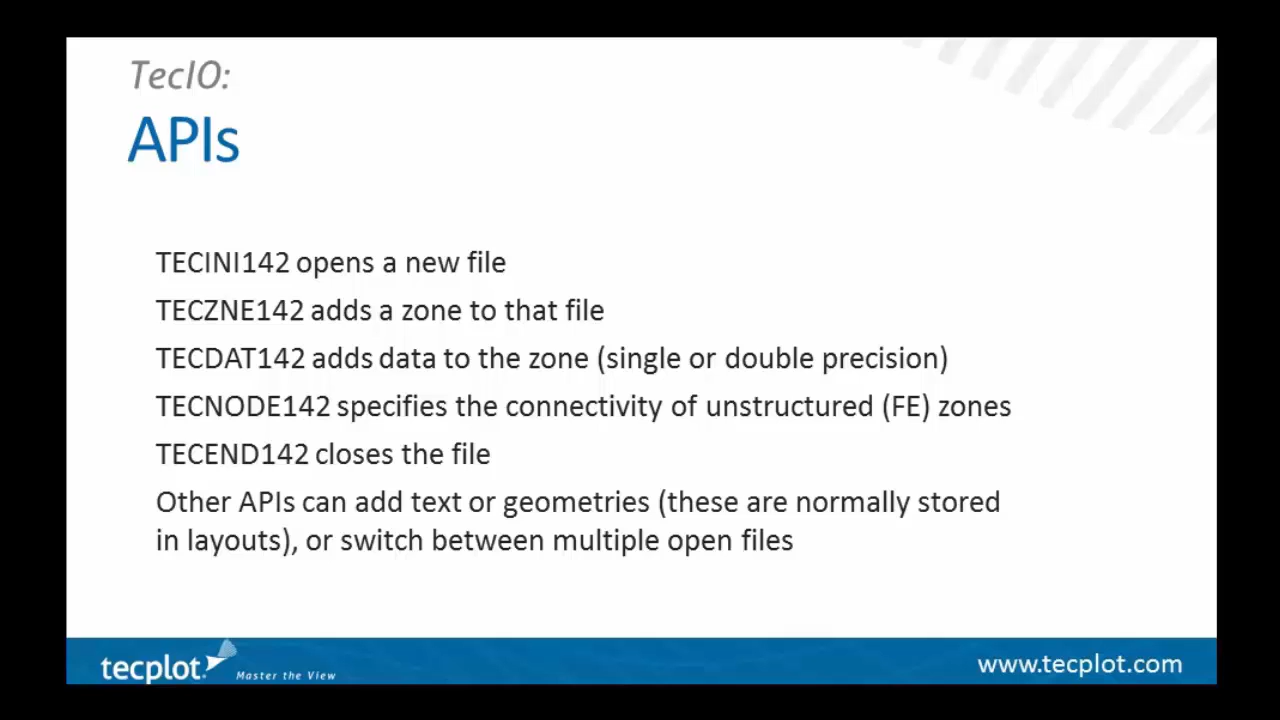 TecIO:
APIs
TECINI142 opens a new file
TECZNE142 adds a zone to that file
TECDAT142 adds data to the zone (single or double precision)
TECNODE142 specifies the connectivity of unstructured (FE) zones
TECEND142 closes the file
Other APIs can add text or geometries (these are normally stored
in layouts), or switch between multiple open files
tecplot. Master the View
www.tecplot.com